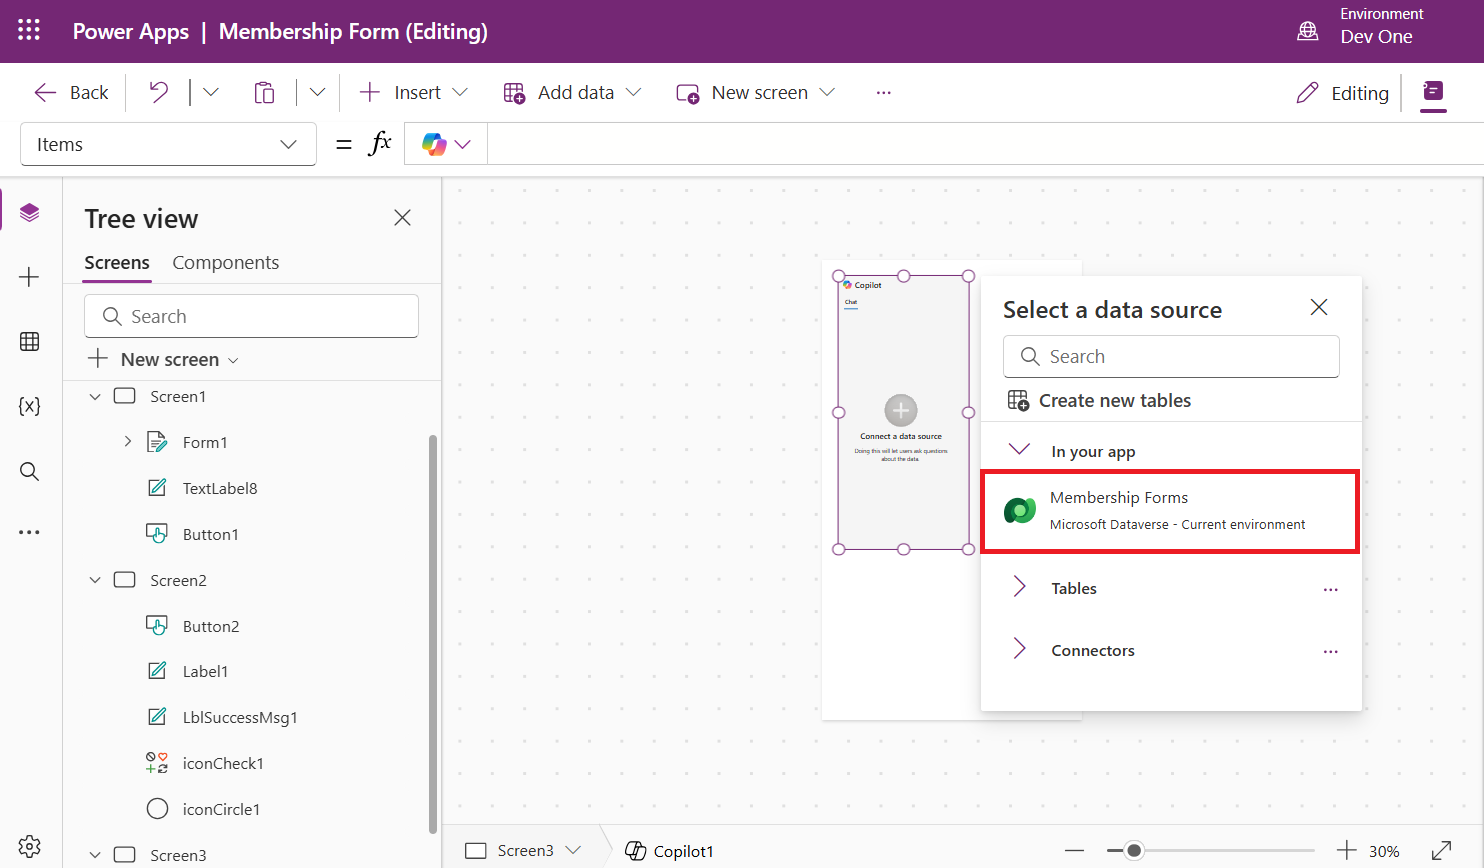 Power Apps | Membership Form (Editing)
Environment
Dev One
Back
Insert
Add data
New screen
...
Editing
Items
=
fx
Tree view
Screens
Components
Search
New screen
Screen1
Form1
TextLabel8
Button1
Screen2
Button2
Label1
LblSuccessMsg1
iconCheck1
iconCircle1
Screen3
Copilot
Chat
Connect a data source
Doing this will let users ask questions
about the data.
Select a data source
Search
Create new tables
In your app
Membership Forms
Microsoft Dataverse - Current environment
Tables
...
Connectors
...
Screen3
Copilot1
30%